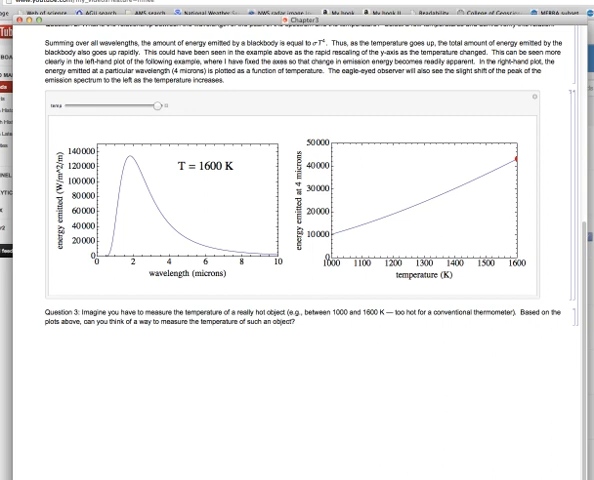 Chapter3
Summing over all wavelengths, the amount of energy emitted by a blackbody is equal to σT⁴. Thus, as the temperature goes up, the total amount of energy emitted by the
blackbody also goes up rapidly. This could have been seen in the example above as the rapid rescaling of the y-axis as the temperature changed. This can be seen more
clearly in the left-hand plot of the following example, where I have fixed the axes so that change in emission energy becomes readily apparent. In the right-hand plot, the
energy emitted at a particular wavelength (4 microns) is plotted as a function of temperature. The eagle-eyed observer will also see the slight shift of the peak of the
emission spectrum to the left as the temperature increases.
T = 1600 K
energy emitted (W/m^2/m)
140000
120000
100000
80000
60000
40000
20000
0
0 2 4 6 8 10
wavelength (microns)
energy emitted at 4 microns
50000
40000
30000
20000
10000
1000 1100 1200 1300 1400 1500 1600
temperature (K)
Question 3: Imagine you have to measure the temperature of a really hot object (e.g., between 1000 and 1600 K — too hot for a conventional thermometer). Based on the
plots above, can you think of a way to measure the temperature of such an object?